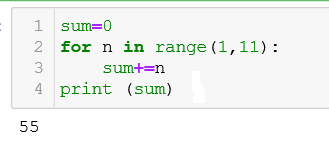 1 sum=0
2 for n in range(1,11):
3     sum+=n
4 print (sum)
55